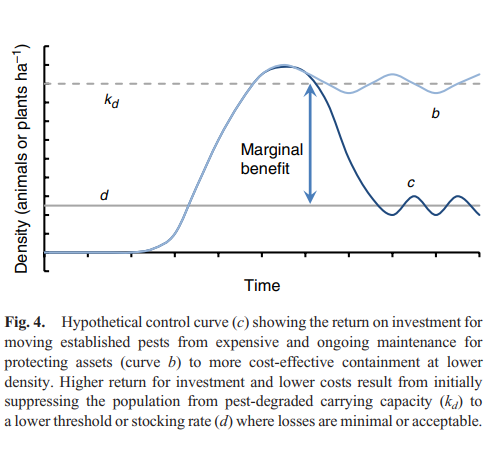 Density (animals or plants ha⁻¹)
k_d
d
Marginal
benefit
b
c
Time
Fig. 4. Hypothetical control curve (c) showing the return on investment for
moving established pests from expensive and ongoing maintenance for
protecting assets (curve b) to more cost-effective containment at lower
density. Higher return for investment and lower costs result from initially
suppressing the population from pest-degraded carrying capacity (k_d) to
a lower threshold or stocking rate (d) where losses are minimal or acceptable.